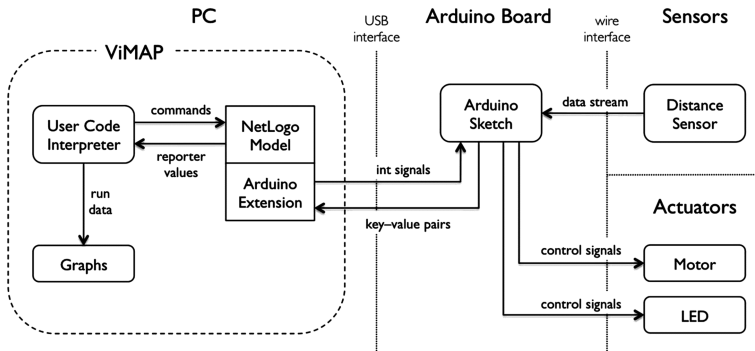 PC
USB
interface
Arduino Board
wire
interface
Sensors
ViMAP
User Code
Interpreter
commands
reporter
values
NetLogo
Model
Arduino
Extension
run
data
Graphs
int signals
key–value pairs
Arduino
Sketch
data stream
Distance
Sensor
Actuators
control signals
Motor
control signals
LED